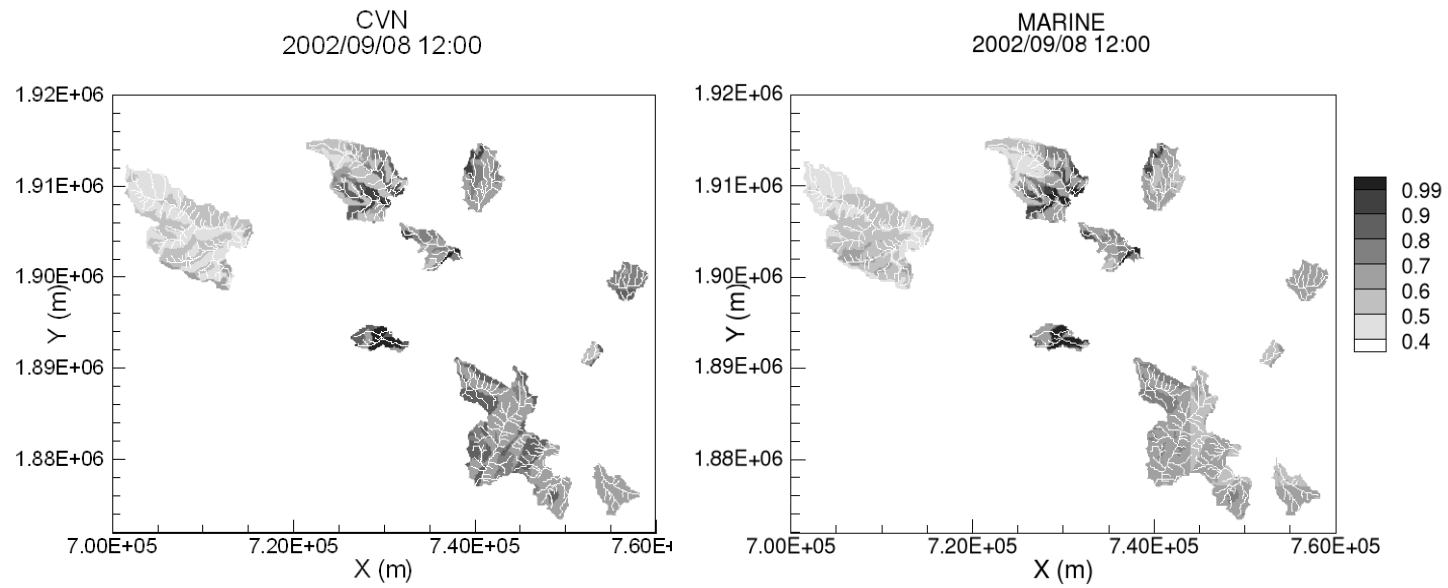 CVN
2002/09/08 12:00
1.92E+06
1.91E+06
1.90E+06
1.89E+06
1.88E+06
Y (m)
7.00E+05
7.20E+05
7.40E+05
7.60E+
X (m)
MARINE
2002/09/08 12:00
1.92E+06
1.91E+06
1.90E+06
1.89E+06
1.88E+06
Y (m)
7.00E+05
7.20E+05
7.40E+05
7.60E+05
X (m)
0.99
0.9
0.8
0.7
0.6
0.5
0.4